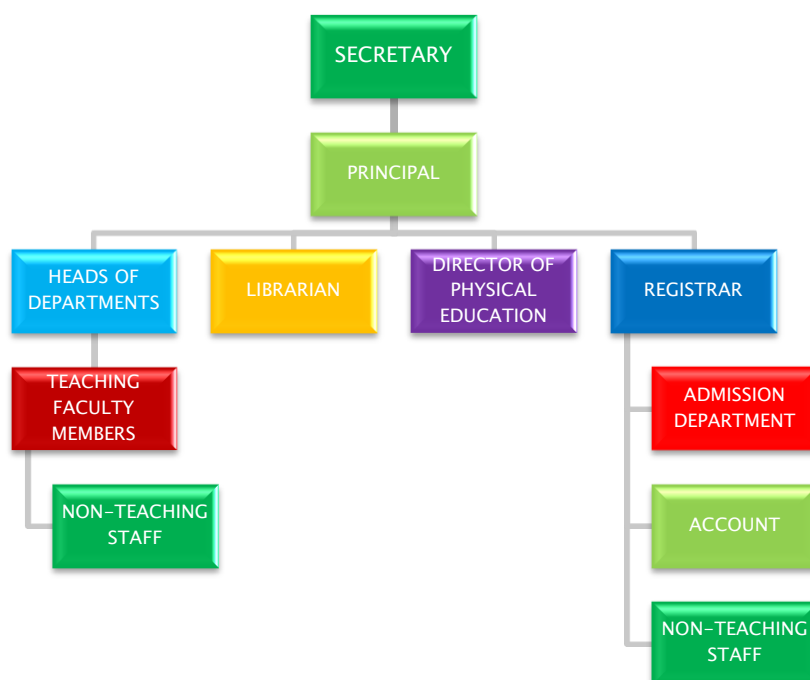 SECRETARY
PRINCIPAL
HEADS OF
DEPARTMENTS
LIBRARIAN
DIRECTOR OF
PHYSICAL
EDUCATION
REGISTRAR
TEACHING
FACULTY
MEMBERS
ADMISSION
DEPARTMENT
NON-TEACHING
STAFF
ACCOUNT
NON-TEACHING
STAFF